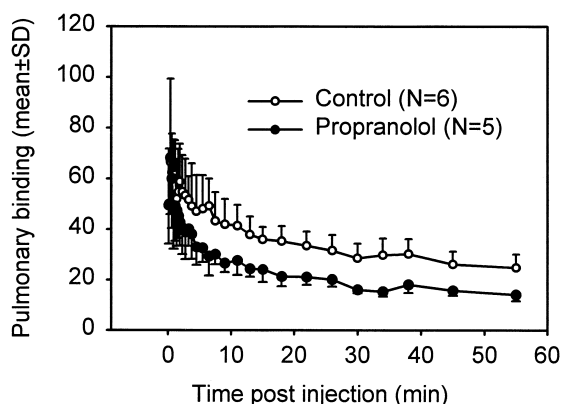 Pulmonary binding (mean±SD)
120
100
80
60
40
20
0
Control (N=6)
Propranolol (N=5)
0 10 20 30 40 50 60
Time post injection (min)